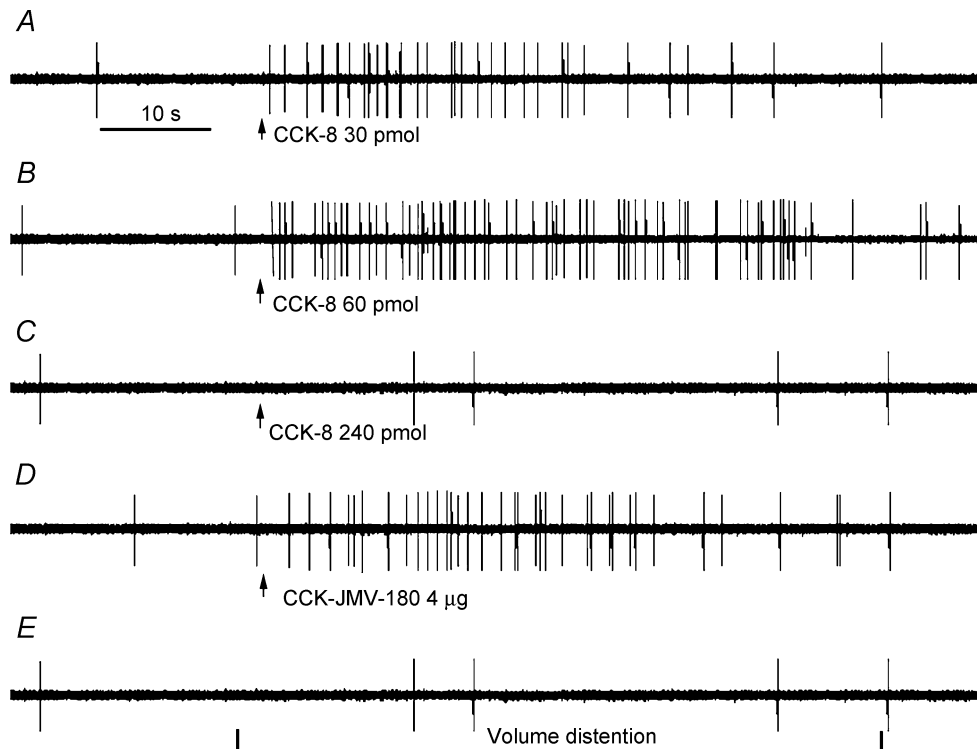 A
10 s
CCK-8 30 pmol
B
CCK-8 60 pmol
C
CCK-8 240 pmol
D
CCK-JMV-180 4 μg
E
Volume distention